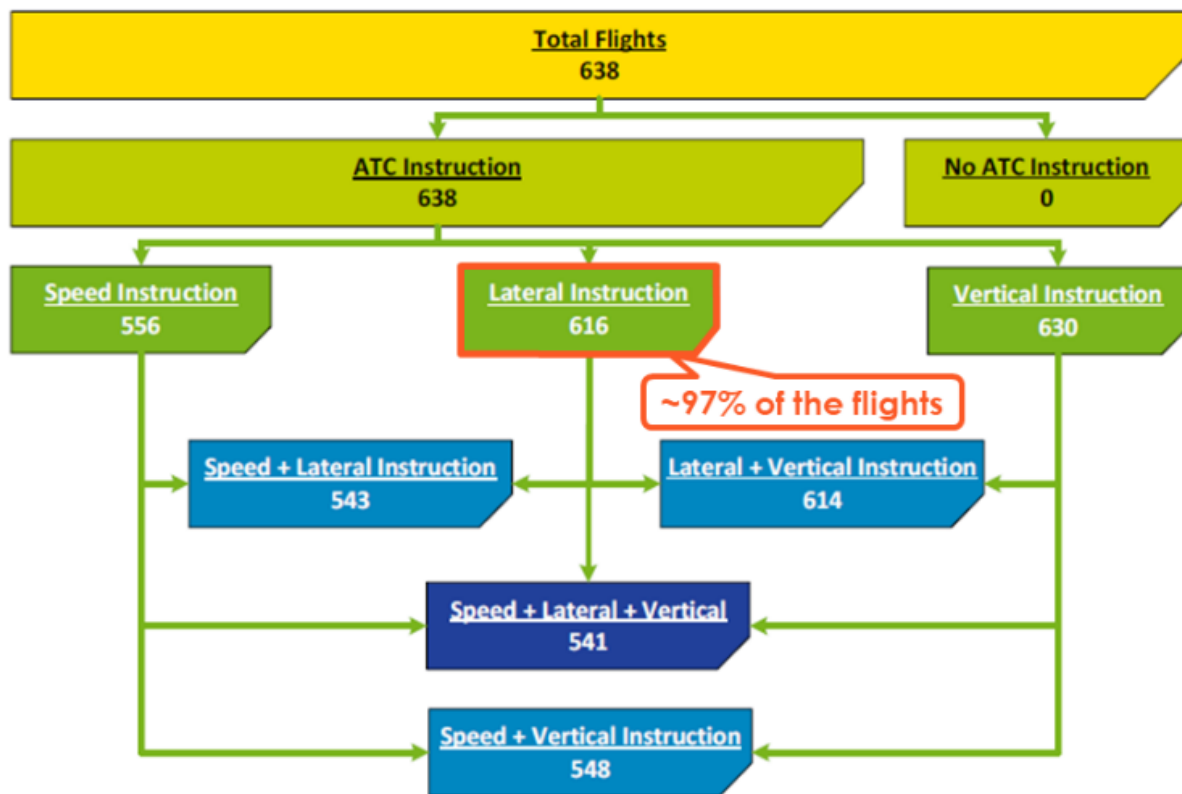 Total Flights
638
ATC Instruction
638
No ATC Instruction
0
Speed Instruction
556
Lateral Instruction
616
Vertical Instruction
630
~97% of the flights
Speed + Lateral Instruction
543
Lateral + Vertical Instruction
614
Speed + Lateral + Vertical
541
Speed + Vertical Instruction
548